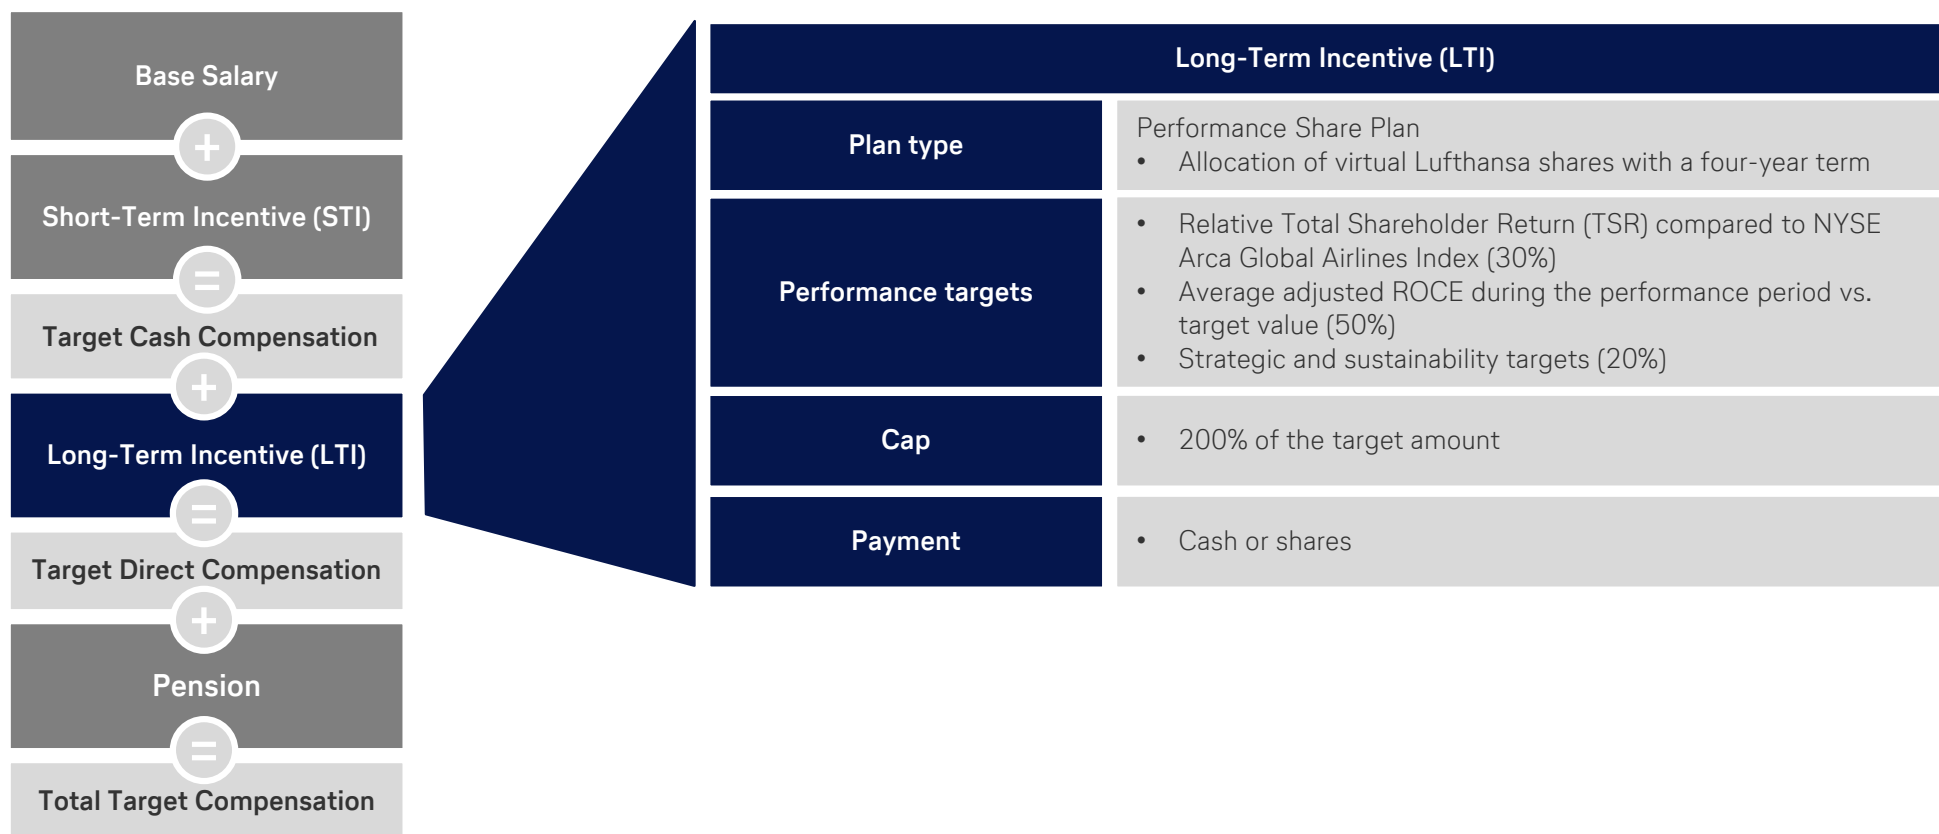 Base Salary
+
Short-Term Incentive (STI)
=
Target Cash Compensation
+
Long-Term Incentive (LTI)
=
Target Direct Compensation
+
Pension
=
Total Target Compensation
Long-Term Incentive (LTI)
Plan type
Performance Share Plan
• Allocation of virtual Lufthansa shares with a four-year term
Performance targets
• Relative Total Shareholder Return (TSR) compared to NYSE
Arca Global Airlines Index (30%)
• Average adjusted ROCE during the performance period vs.
target value (50%)
• Strategic and sustainability targets (20%)
Cap
• 200% of the target amount
Payment
• Cash or shares